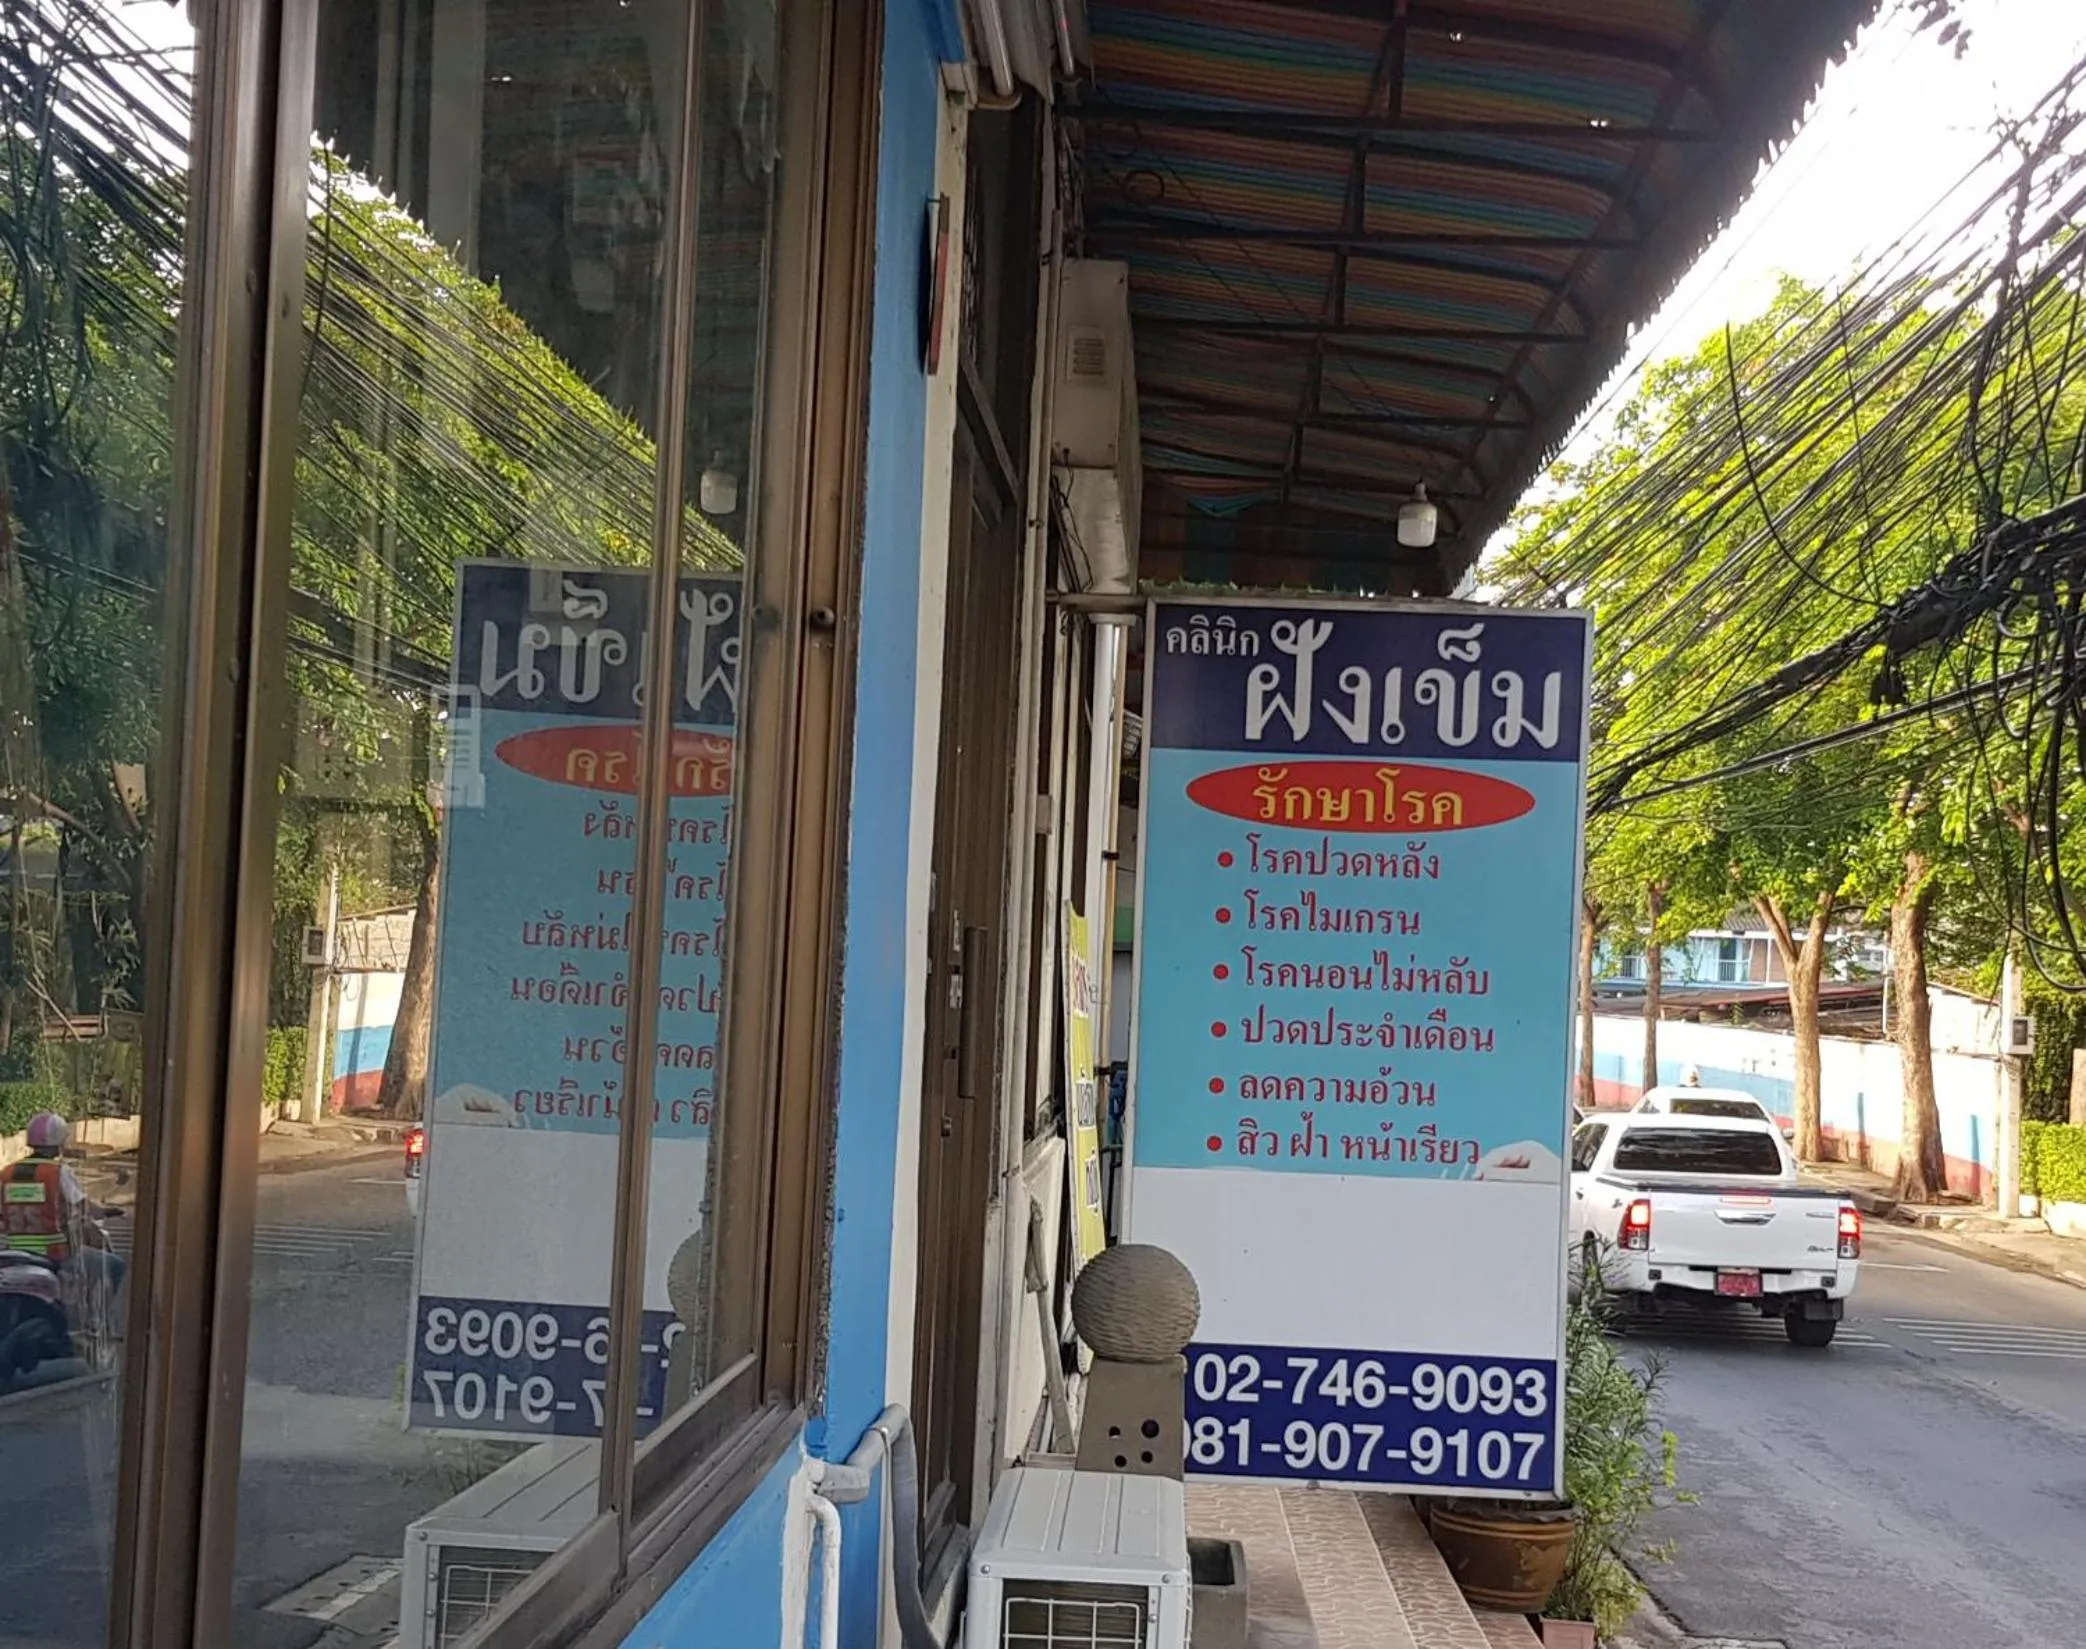 คลินิก
ฝังเข็ม
รักษาโรค
• โรคปวดหลัง
• โรคไมเกรน
• โรคนอนไม่หลับ
• ปวดประจำเดือน
• ลดความอ้วน
• สิว ฝ้า หน้าเรียว
02-746-9093
081-907-9107